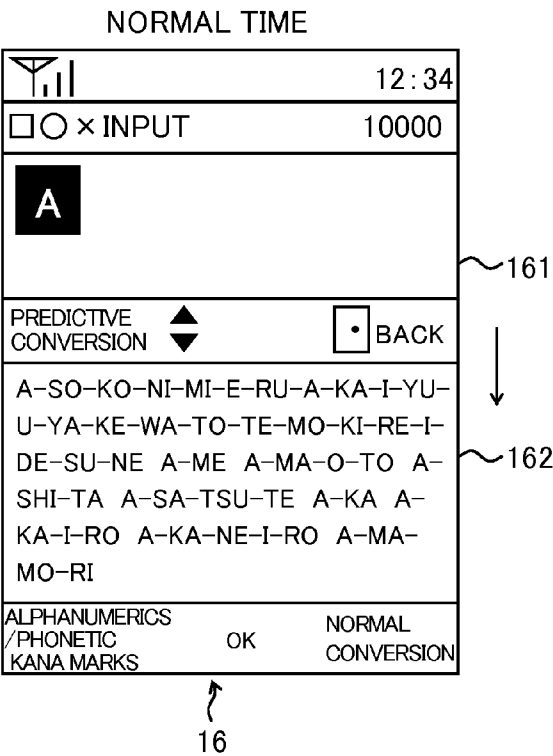 NORMAL TIME
12:34
□○×INPUT 10000
A
161
PREDICTIVE
CONVERSION ▲▼ BACK
A-SO-KO-NI-MI-E-RU-A-KA-I-YU-
U-YA-KE-WA-TO-TE-MO-KI-RE-I-
DE-SU-NE A-ME A-MA-O-TO A-
162
SHI-TA A-SA-TSU-TE A-KA A-
KA-I-RO A-KA-NE-I-RO A-MA-
MO-RI
ALPHANUMERICS
/PHONETIC
KANA MARKS
OK
NORMAL
CONVERSION
16